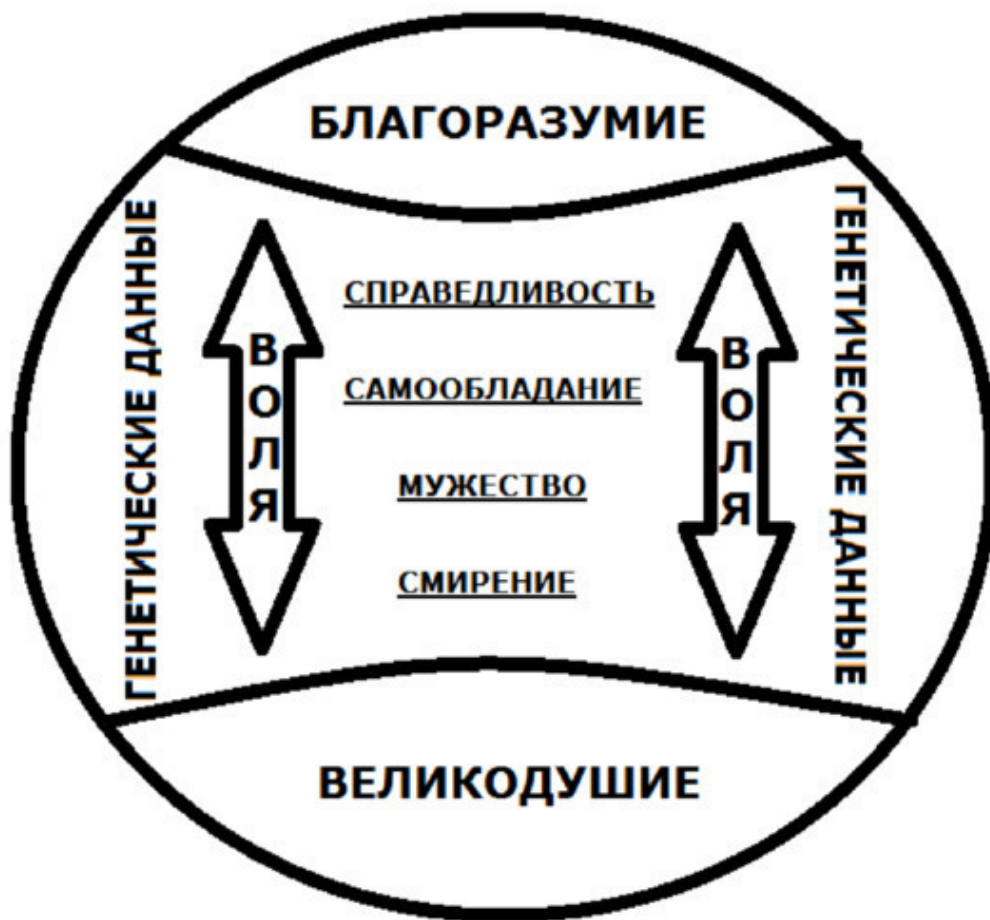 БЛАГОРАЗУМИЕ
ГЕНЕТИЧЕСКИЕ ДАННЫЕ
ВОЛЯ
СПРАВЕДЛИВОСТЬ
САМООБЛАДАНИЕ
МУЖЕСТВО
СМИРЕНИЕ
ВОЛЯ
ГЕНЕТИЧЕСКИЕ ДАННЫЕ
ВЕЛИКОДУШИЕ